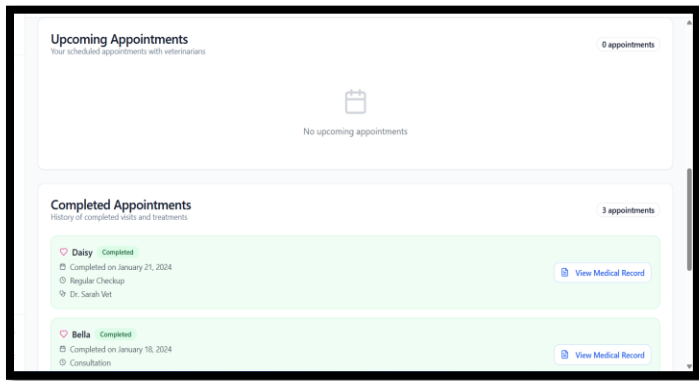 Upcoming Appointments
Your scheduled appointments with veterinarians
0 appointments
No upcoming appointments
Completed Appointments
History of completed visits and treatments
3 appointments
Daisy Completed
Completed on January 21, 2024
Regular Checkup
Dr. Sarah Vet
View Medical Record
Bella Completed
Completed on January 18, 2024
Consultation
View Medical Record